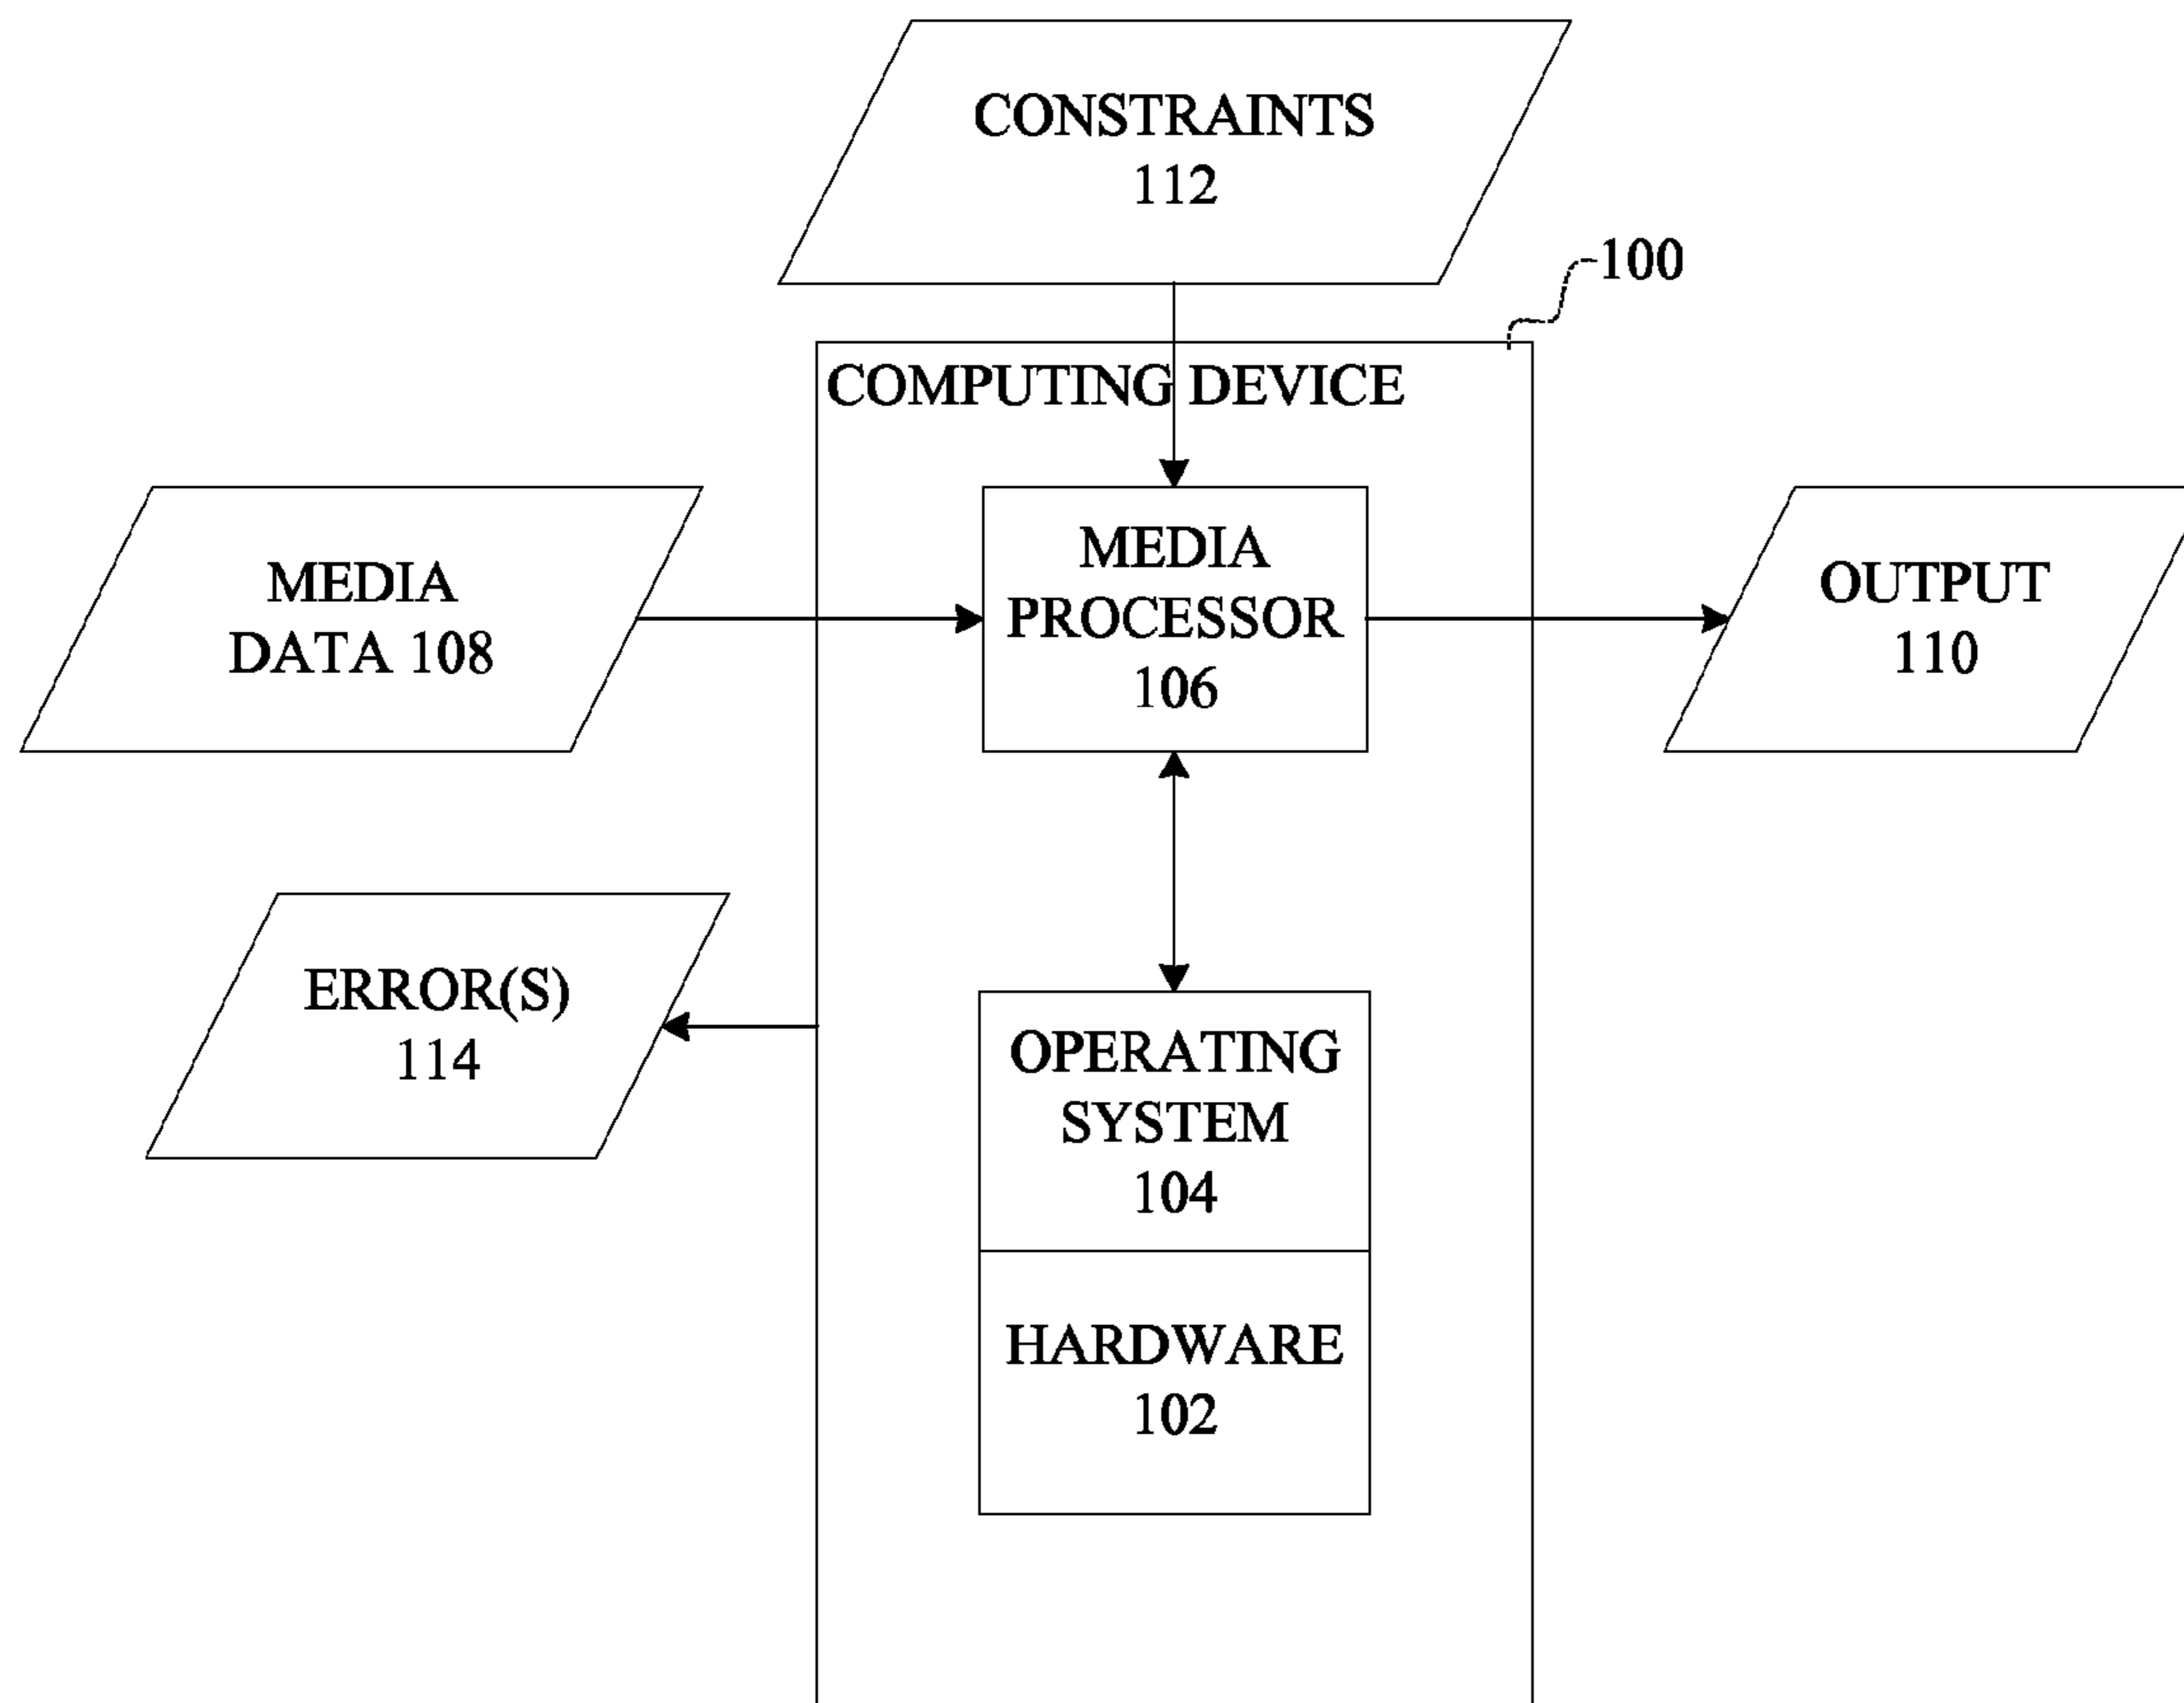 CONSTRAINTS
112
100
COMPUTING DEVICE
MEDIA
DATA 108
MEDIA
PROCESSOR
106
OUTPUT
110
ERROR(S)
114
OPERATING
SYSTEM
104
HARDWARE
102